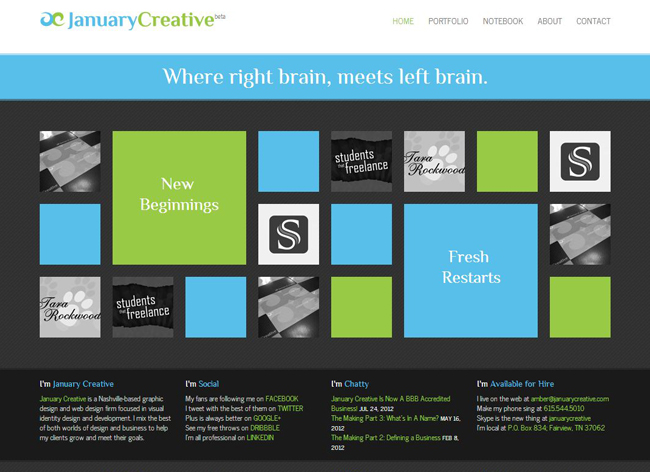 JanuaryCreative beta
HOME PORTFOLIO NOTEBOOK ABOUT CONTACT
Where right brain, meets left brain.
New
Beginnings
students
that
freelance
Tara
Rockwood
S
S
Fresh
Restarts
Tara
Rockwood
students
that
freelance
I'm January Creative
January Creative is a Nashville-based graphic
design and web design firm focused in visual
identity design and development. I mix the best
of both worlds of design and business to help
my clients grow and meet their goals.
I'm Social
My fans are following me on FACEBOOK
I tweet with the best of them on TWITTER
Plus is always better on GOOGLE+
See my free throws on DRIBBBLE
I'm all professional on LINKEDIN
I'm Chatty
January Creative Is Now A BBB Accredited
Business! JUL 24, 2012
The Making Part 3: What's In A Name? MAY 16,
2012
The Making Part 2: Defining a Business FEB 8,
2012
I'm Available for Hire
I live on the web at amber@januarycreative.com
Make my phone sing at 615.544.5010
Skype is the new thing at januarycreative
I'm local at P.O. Box 834, Fairview, TN 37062